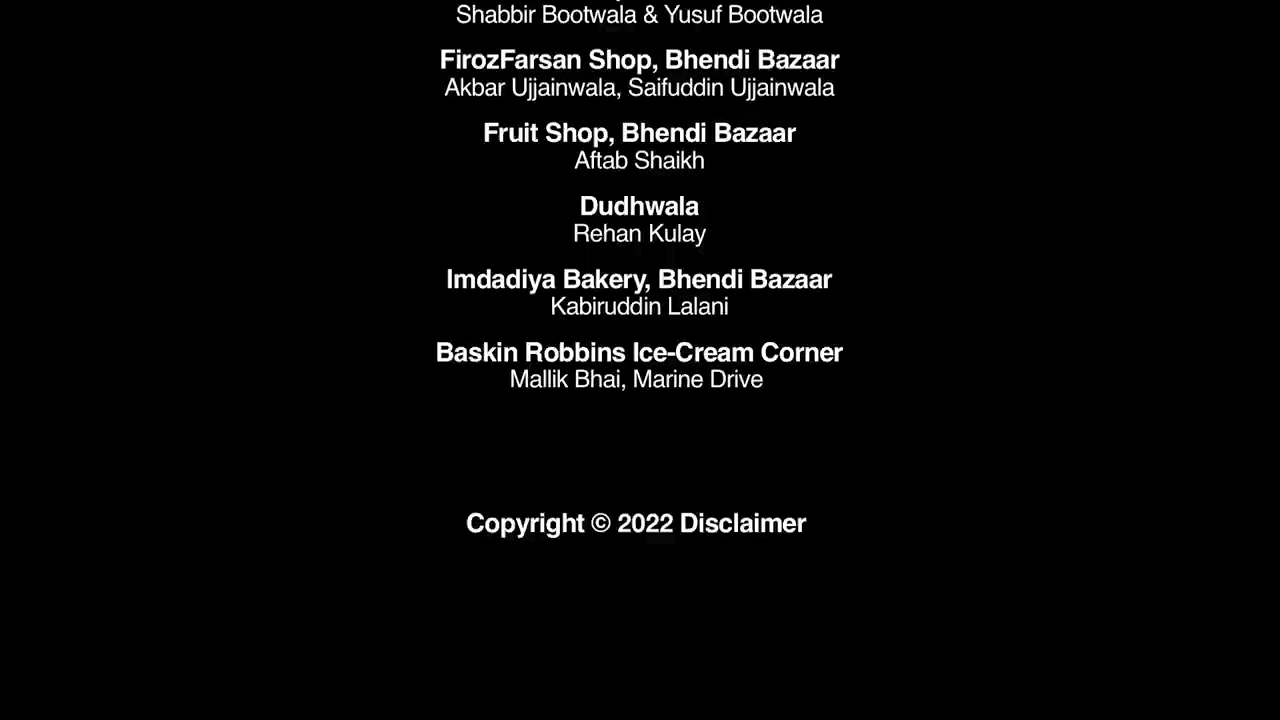 Shabbir Bootwala & Yusuf Bootwala
FirozFarsan Shop, Bhendi Bazaar
Akbar Ujjainwala, Saifuddin Ujjainwala
Fruit Shop, Bhendi Bazaar
Aftab Shaikh
Dudhwala
Rehan Kulay
Imdadiya Bakery, Bhendi Bazaar
Kabiruddin Lalani
Baskin Robbins Ice-Cream Corner
Mallik Bhai, Marine Drive
Copyright © 2022 Disclaimer